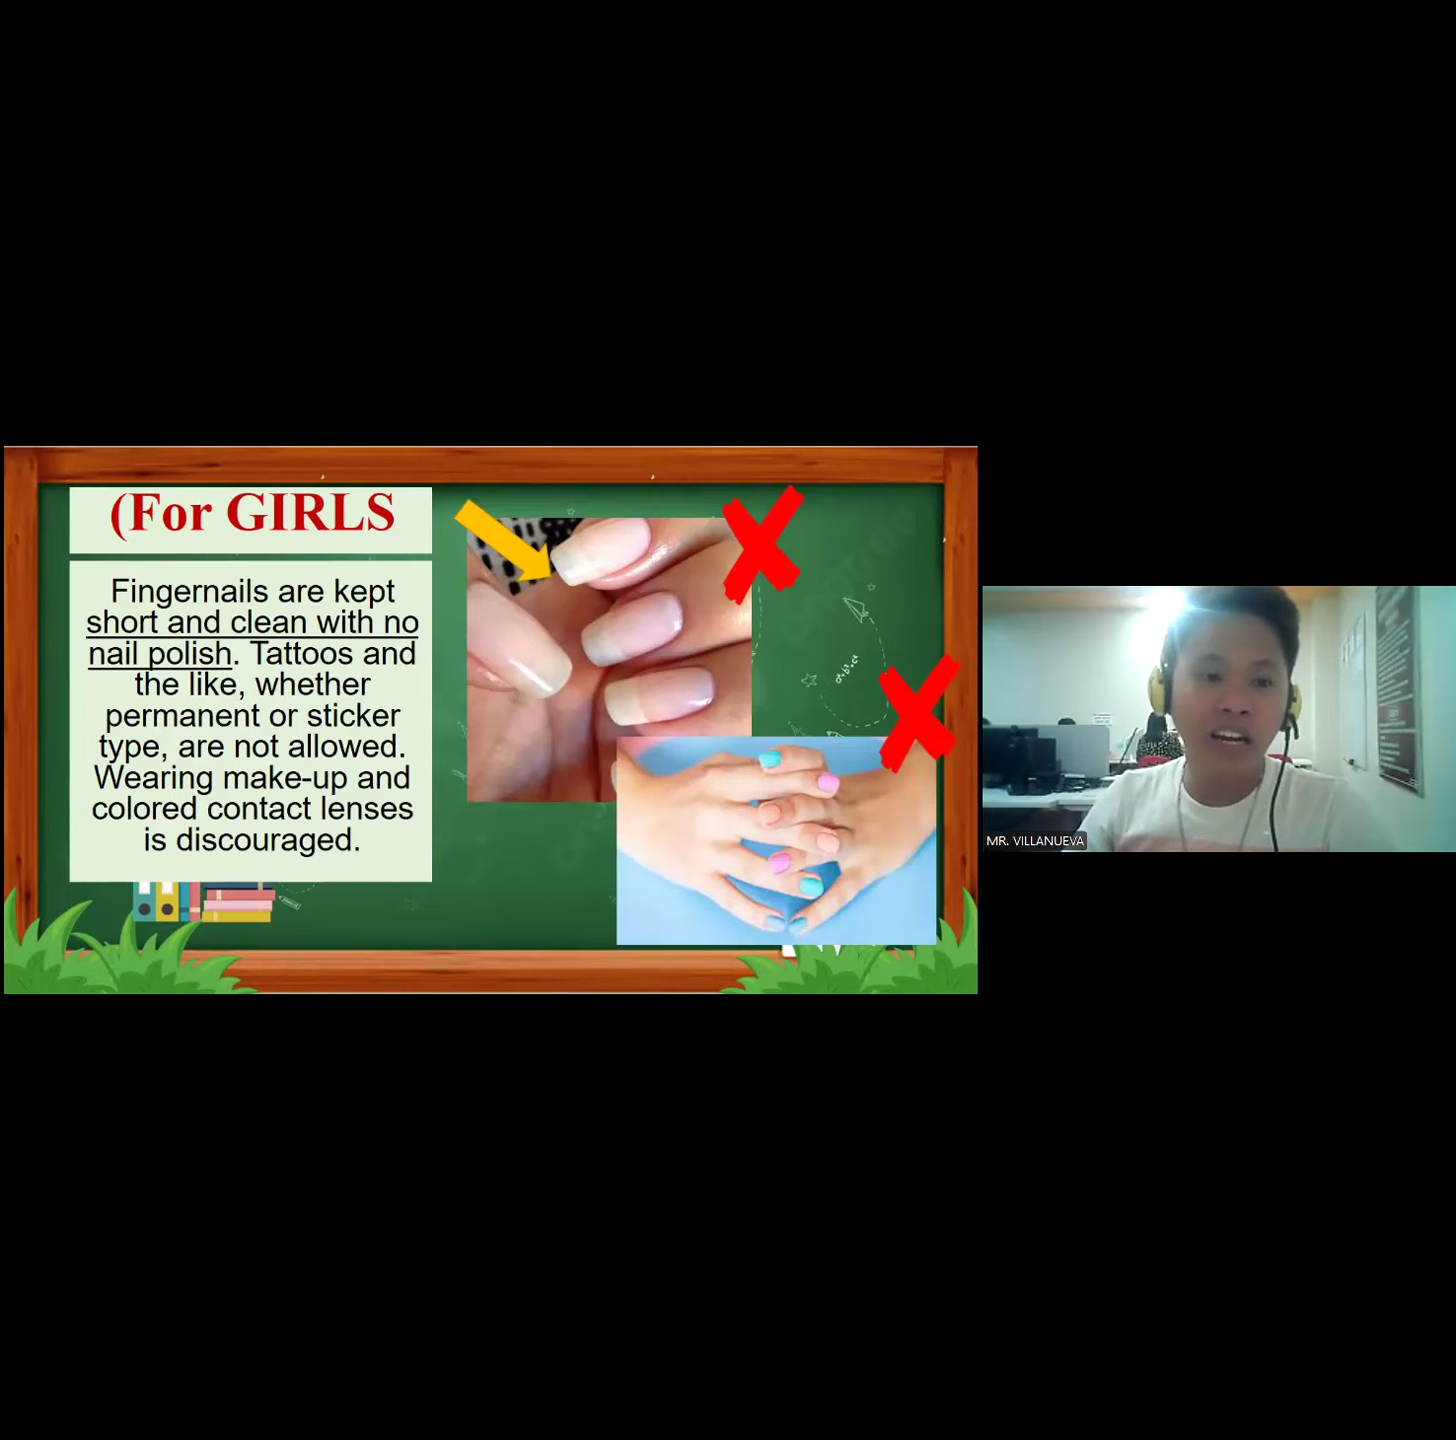 (For GIRLS
Fingernails are kept
short and clean with no
nail polish. Tattoos and
the like, whether
permanent or sticker
type, are not allowed.
Wearing make-up and
colored contact lenses
is discouraged.
MR. VILLANUEVA